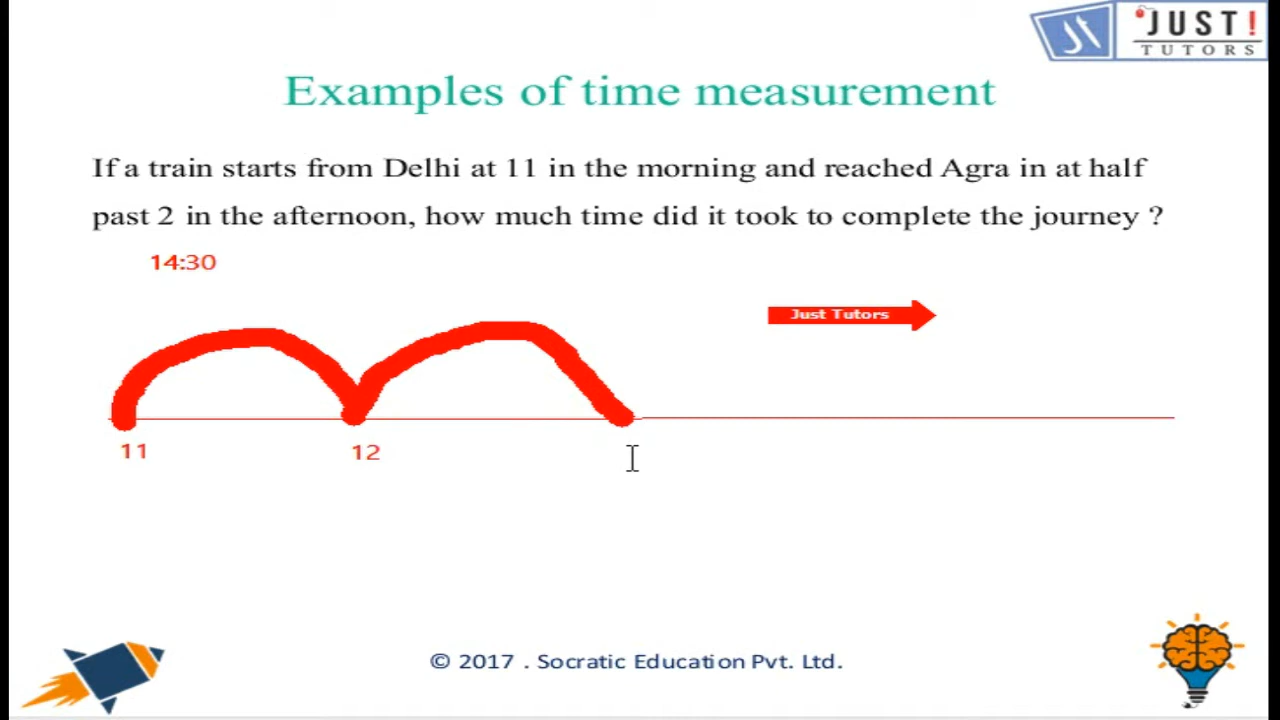 JUST!
TUTORS
Examples of time measurement
If a train starts from Delhi at 11 in the morning and reached Agra in at half
past 2 in the afternoon, how much time did it took to complete the journey ?
14:30
Just Tutors
11
12
© 2017 . Socratic Education Pvt. Ltd.